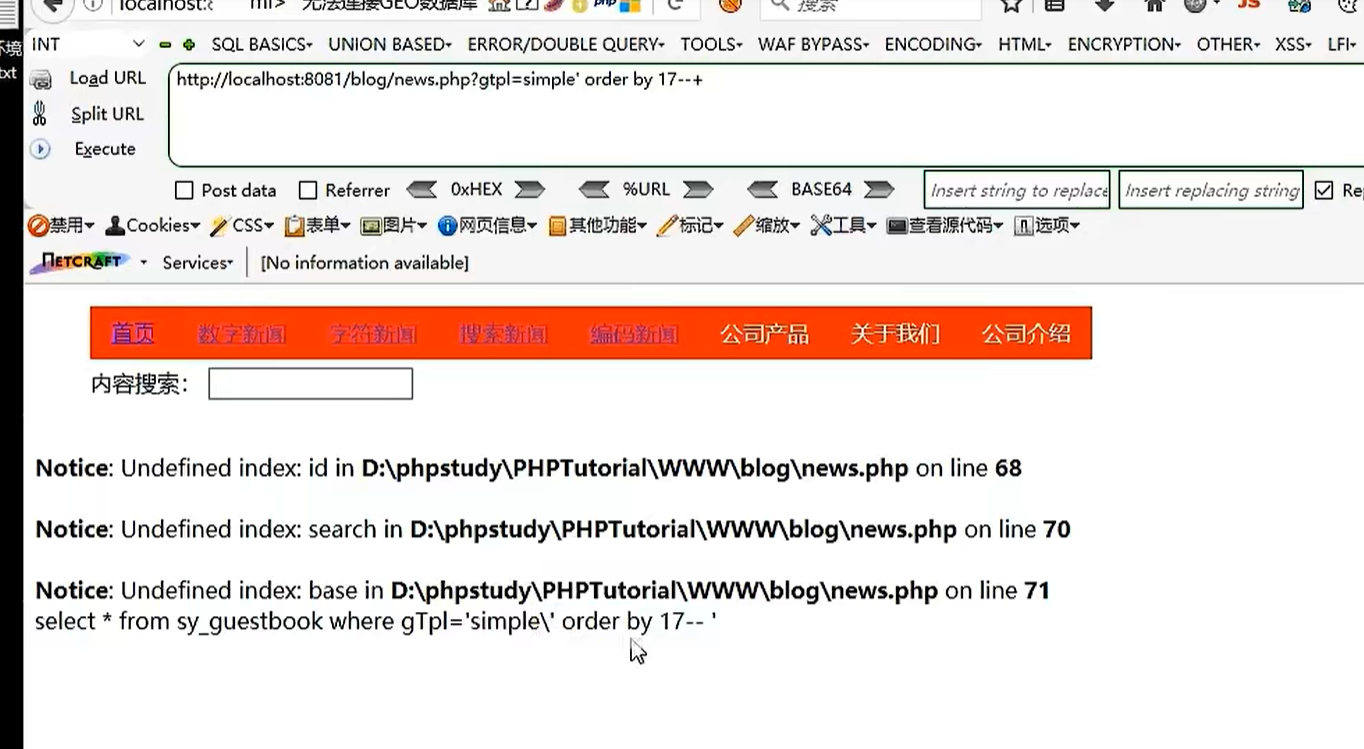 localhost:8 ml> 无法连接GEO数据库 php 搜索 JS
环境
txt
INT SQL BASICS UNION BASED ERROR/DOUBLE QUERY TOOLS WAF BYPASS ENCODING HTML ENCRYPTION OTHER XSS LFI
Load URL http://localhost:8081/blog/news.php?gtpl=simple' order by 17--+
Split URL
Execute
Post data Referrer 0xHEX %URL BASE64 Insert string to replace Insert replacing string Rep
禁用 Cookies CSS 表单 图片 网页信息 其他功能 标记 缩放 工具 查看源代码 选项
NETCRAFT Services [No information available]
首页 数字新闻 字符新闻 搜索新闻 编码新闻 公司产品 关于我们 公司介绍
内容搜索：
Notice: Undefined index: id in D:\phpstudy\PHPTutorial\WWW\blog\news.php on line 68
Notice: Undefined index: search in D:\phpstudy\PHPTutorial\WWW\blog\news.php on line 70
Notice: Undefined index: base in D:\phpstudy\PHPTutorial\WWW\blog\news.php on line 71
select * from sy_guestbook where gTpl='simple\' order by 17-- '